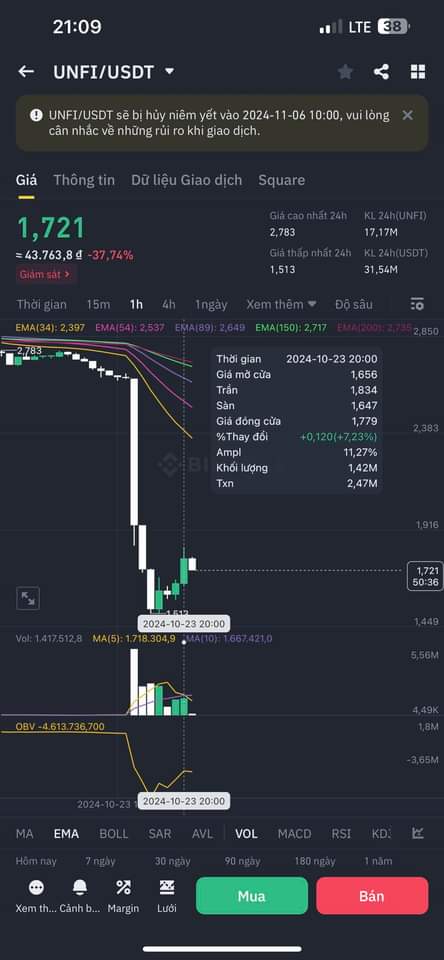 21:09
LTE 38
UNFI/USDT
UNFI/USDT sẽ bị hủy niêm yết vào 2024-11-06 10:00, vui lòng
cân nhắc về những rủi ro khi giao dịch.
Giá Thông tin Dữ liệu Giao dịch Square
1,721
≈ 43.763,8 ₫ -37,74%
Giám sát
Giá cao nhất 24h KL 24h(UNFI)
2,783 17,17M
Giá thấp nhất 24h KL 24h(USDT)
1,513 31,54M
Thời gian 15m 1h 4h 1ngày Xem thêm Độ sâu
EMA(34): 2,397 EMA(54): 2,537 EMA(89): 2,649 EMA(150): 2,717 EMA(200): 2,735
2,850
2,783
Thời gian 2024-10-23 20:00
Giá mở cửa 1,656
Trần 1,834
Sàn 1,647
Giá đóng cửa 1,779
%Thay đổi +0,120(+7,23%)
Ampl 11,27%
Khối lượng 1,42M
Txn 2,47M
2,383
1,916
1,721
50:36
1,513
1,449
2024-10-23 20:00
Vol: 1.417.512,8 MA(5): 1.718.304,9 MA(10): 1.667.421,0
5,56M
4,49K
OBV -4.613.736,700
1,8M
-3,65M
2024-10-23 1
2024-10-23 20:00
MA EMA BOLL SAR AVL VOL MACD RSI KDJ
Hôm nay 7 ngày 30 ngày 90 ngày 180 ngày 1 năm
Xem th... Cảnh b... Margin Lưới
Mua
Bán